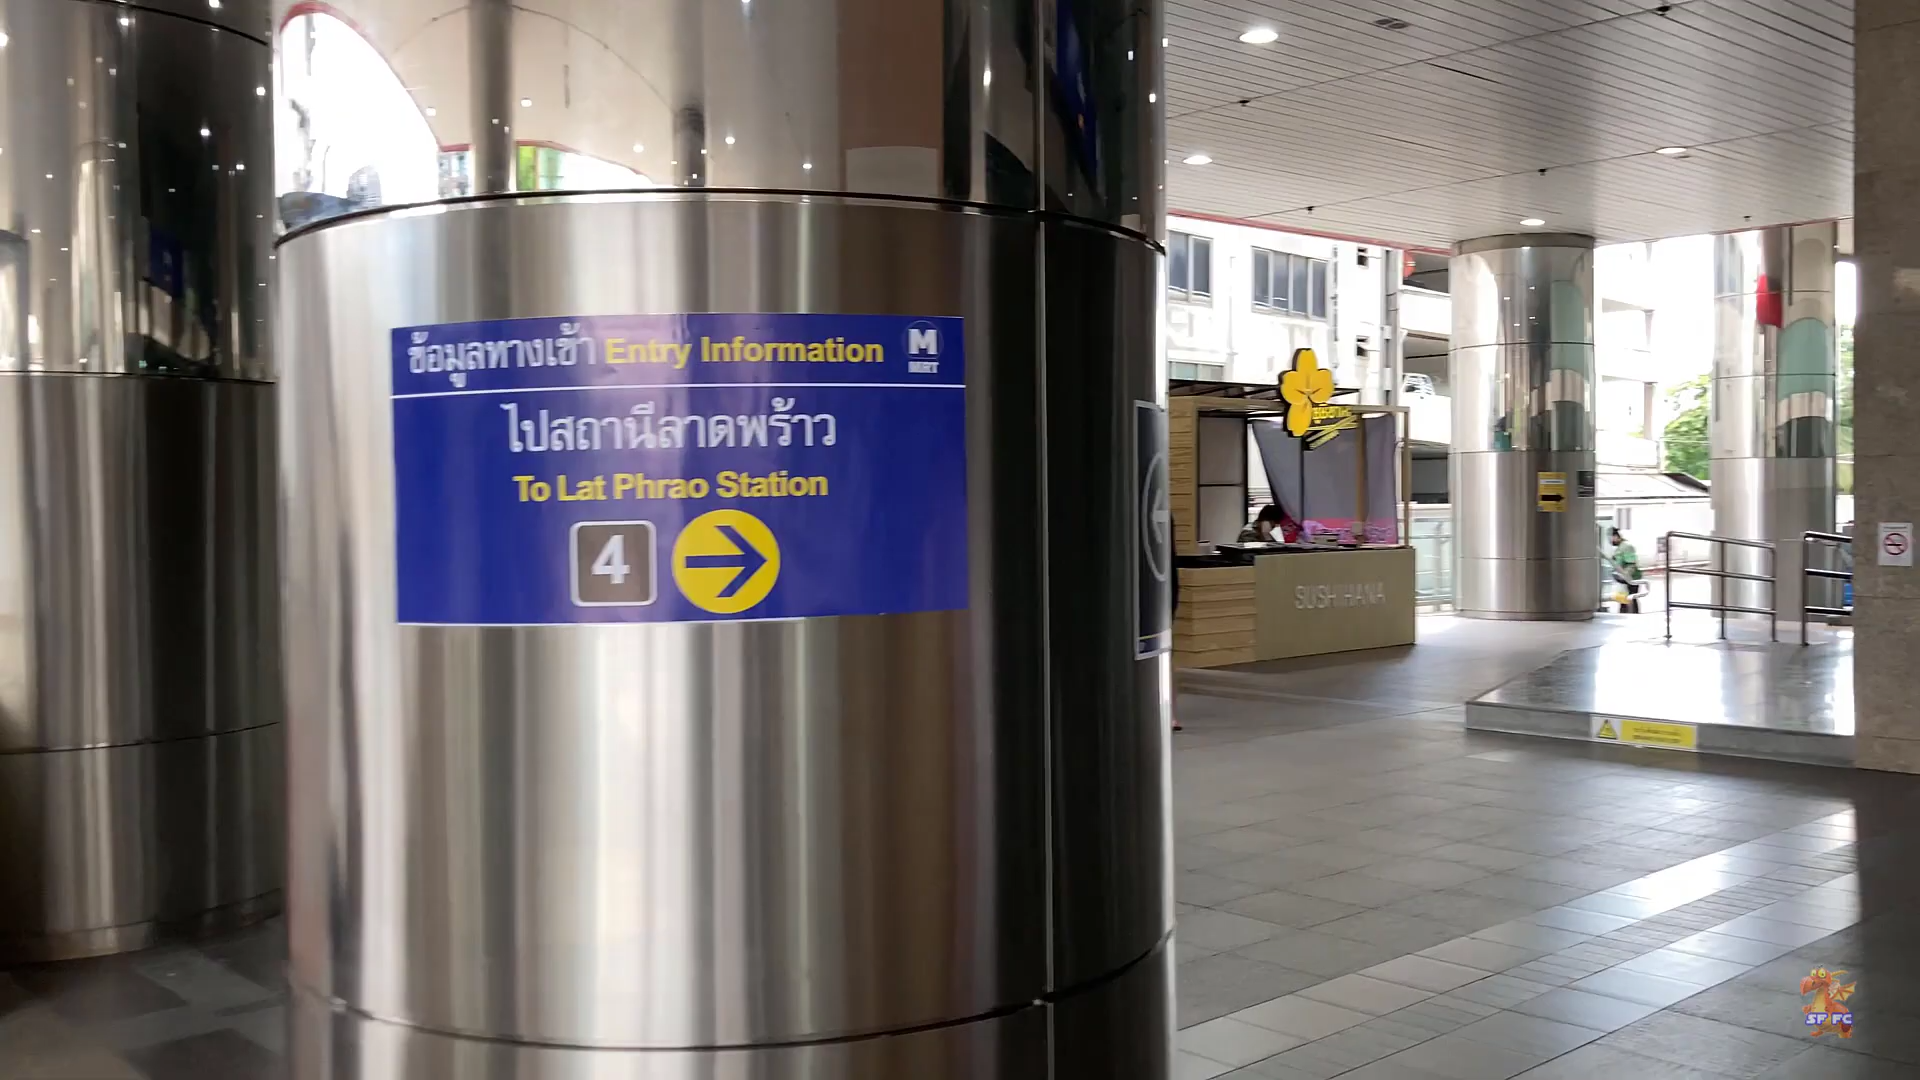 ข้อมูลทางเข้า Entry Information
M
MRT
ไปสถานีลาดพร้าว
To Lat Phrao Station
4
SUSHI HANA
SF FC